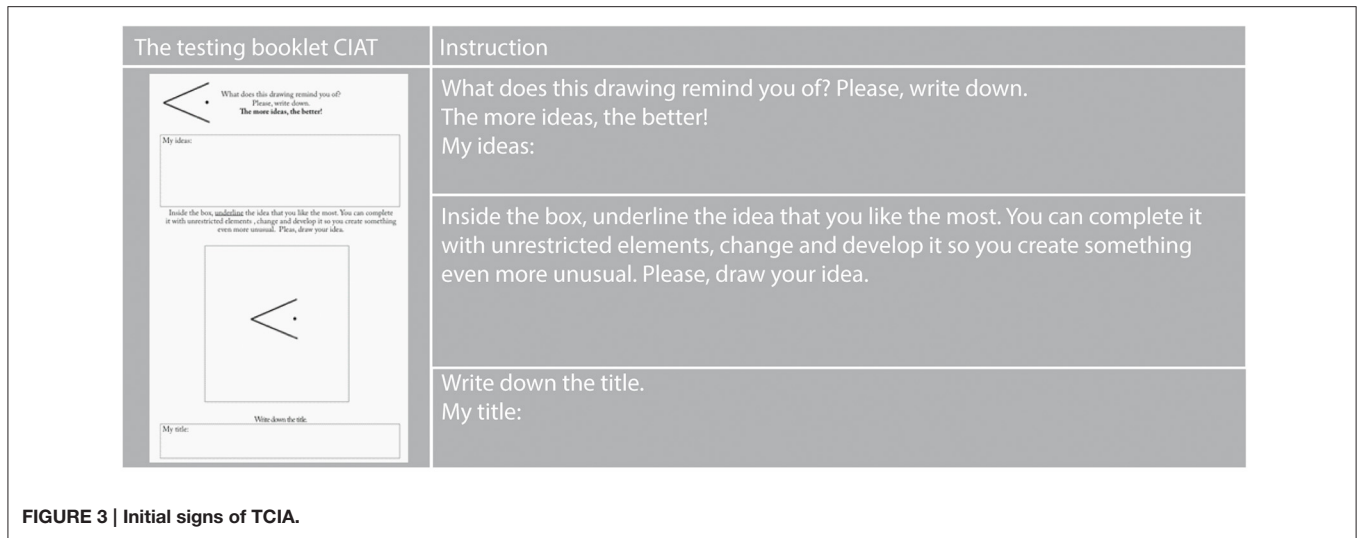 The testing booklet CIAT
Instruction
What does this drawing remind you of?
Please, write down.
The more ideas, the better!
My ideas:
Inside the box, underline the idea that you like the most. You can complete
it with unrestricted elements , change and develop it so you create something
even more unusual. Pleas, draw your idea.
Write down the title.
My title:
What does this drawing remind you of? Please, write down.
The more ideas, the better!
My ideas:
Inside the box, underline the idea that you like the most. You can complete it
with unrestricted elements, change and develop it so you create something
even more unusual. Please, draw your idea.
Write down the title.
My title:
FIGURE 3 | Initial signs of TCIA.